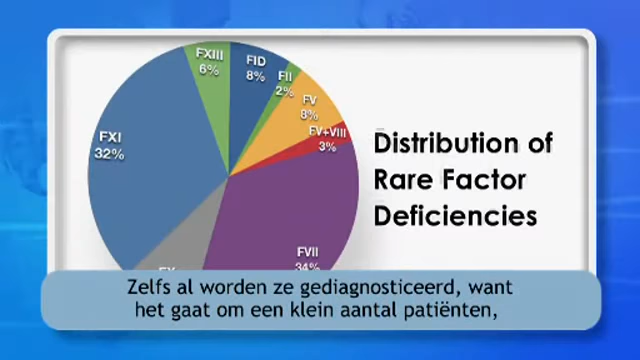 FXIII
6%
FID
8%
FII
2%
FV
8%
FV+VIII
3%
FXI
32%
Distribution of
Rare Factor
Deficiencies
FVII
34%
Zelfs al worden ze gediagnosticeerd, want
het gaat om een klein aantal patiënten,